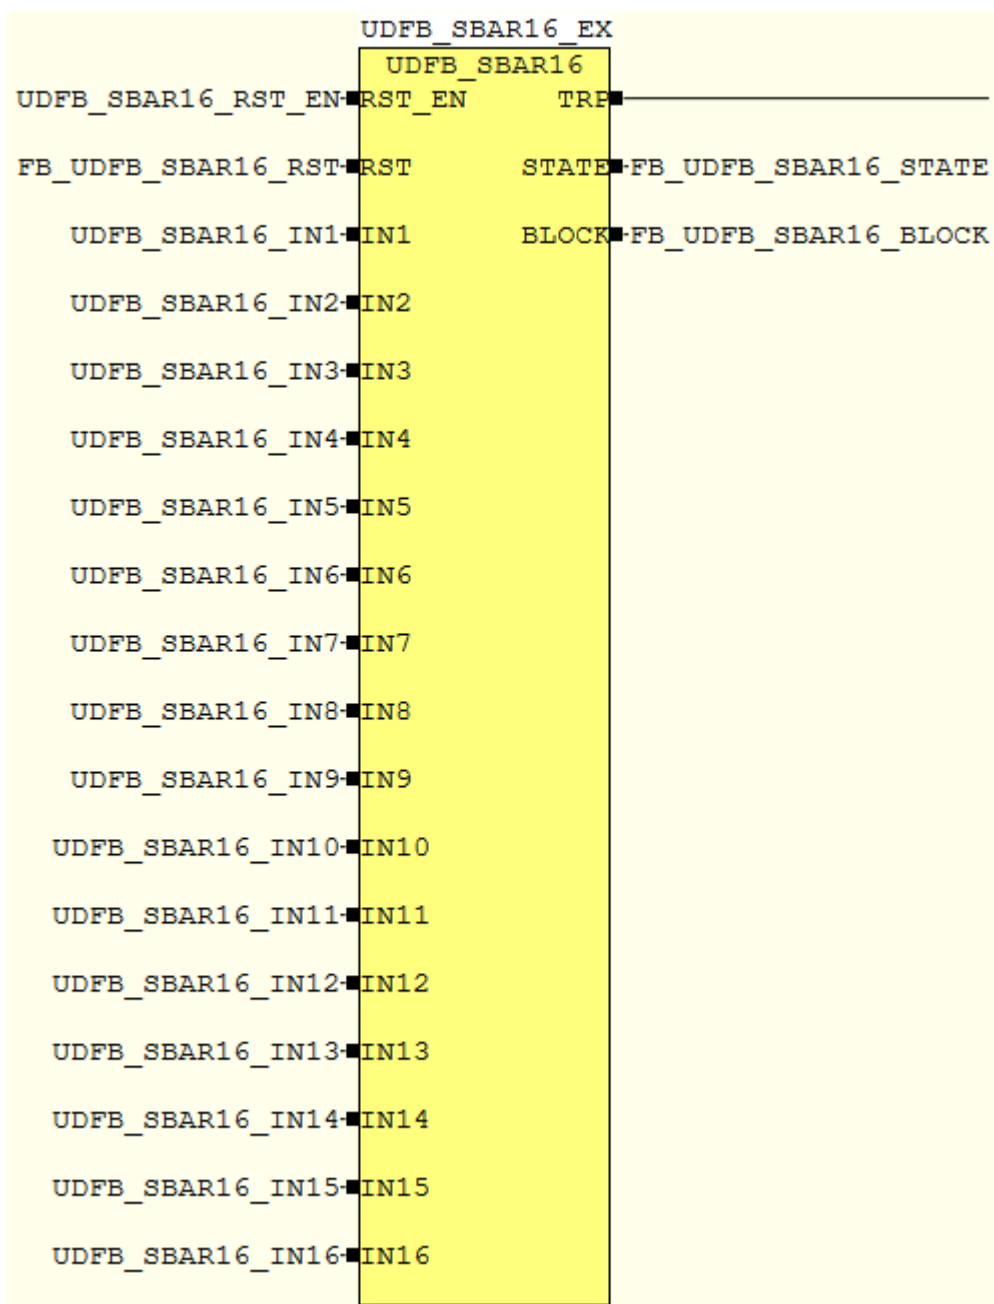 UDFB_SBAR16_EX
UDFB_SBAR16
UDFB_SBAR16_RST_EN RST_EN TRP
FB_UDFB_SBAR16_RST RST STATE FB_UDFB_SBAR16_STATE
UDFB_SBAR16_IN1 IN1 BLOCK FB_UDFB_SBAR16_BLOCK
UDFB_SBAR16_IN2 IN2
UDFB_SBAR16_IN3 IN3
UDFB_SBAR16_IN4 IN4
UDFB_SBAR16_IN5 IN5
UDFB_SBAR16_IN6 IN6
UDFB_SBAR16_IN7 IN7
UDFB_SBAR16_IN8 IN8
UDFB_SBAR16_IN9 IN9
UDFB_SBAR16_IN10 IN10
UDFB_SBAR16_IN11 IN11
UDFB_SBAR16_IN12 IN12
UDFB_SBAR16_IN13 IN13
UDFB_SBAR16_IN14 IN14
UDFB_SBAR16_IN15 IN15
UDFB_SBAR16_IN16 IN16